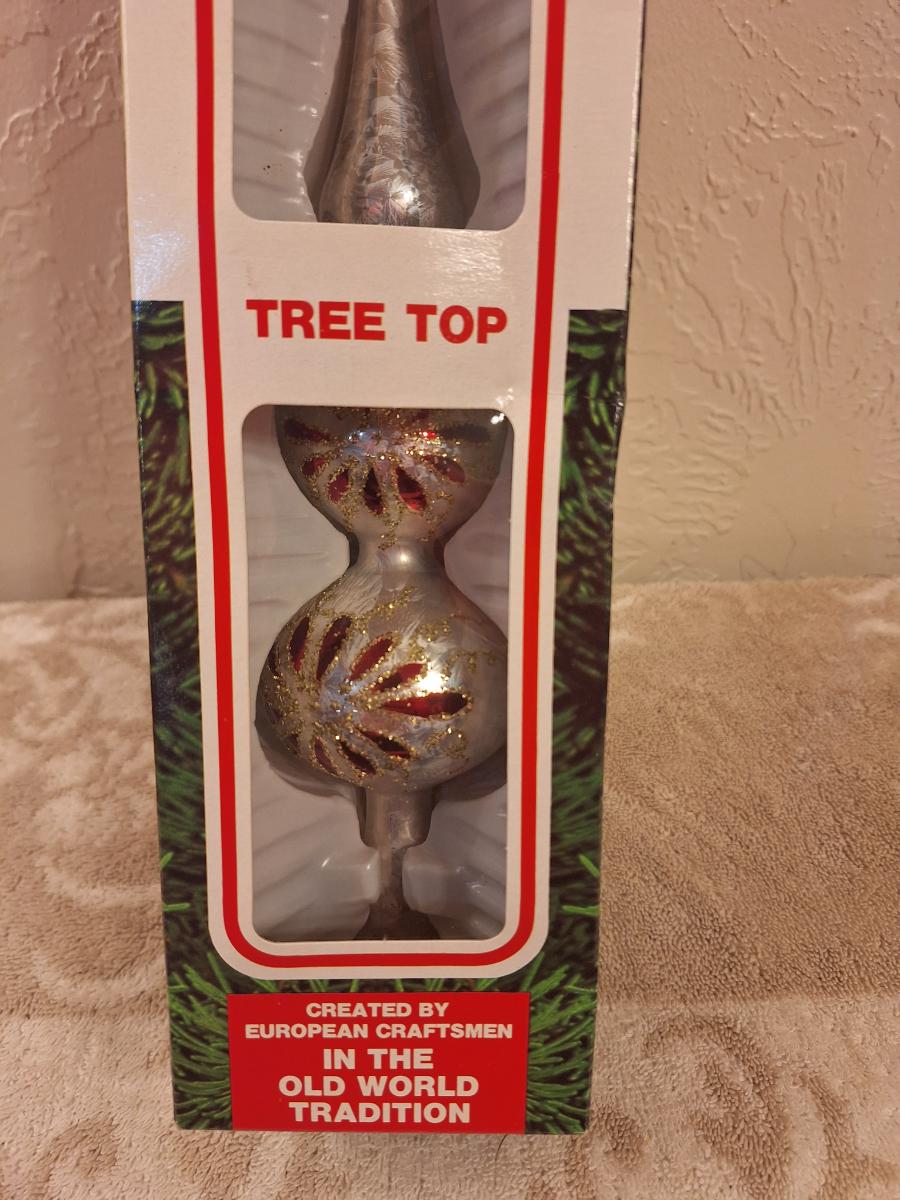 TREE TOP
CREATED BY
EUROPEAN CRAFTSMEN
IN THE
OLD WORLD
TRADITION